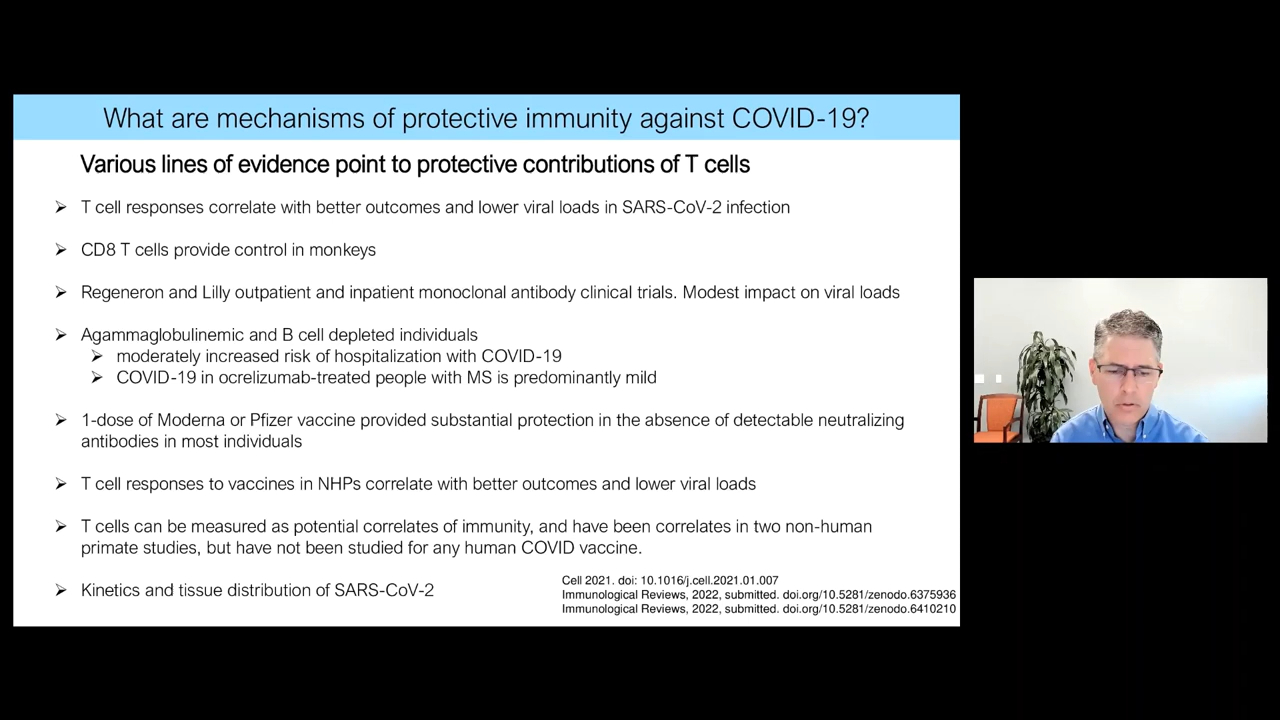 What are mechanisms of protective immunity against COVID-19?
Various lines of evidence point to protective contributions of T cells
T cell responses correlate with better outcomes and lower viral loads in SARS-CoV-2 infection
CD8 T cells provide control in monkeys
Regeneron and Lilly outpatient and inpatient monoclonal antibody clinical trials. Modest impact on viral loads
Agammaglobulinemic and B cell depleted individuals
moderately increased risk of hospitalization with COVID-19
COVID-19 in ocrelizumab-treated people with MS is predominantly mild
1-dose of Moderna or Pfizer vaccine provided substantial protection in the absence of detectable neutralizing
antibodies in most individuals
T cell responses to vaccines in NHPs correlate with better outcomes and lower viral loads
T cells can be measured as potential correlates of immunity, and have been correlates in two non-human
primate studies, but have not been studied for any human COVID vaccine.
Kinetics and tissue distribution of SARS-CoV-2
Cell 2021. doi: 10.1016/j.cell.2021.01.007
Immunological Reviews, 2022, submitted. doi.org/10.5281/zenodo.6375936
Immunological Reviews, 2022, submitted. doi.org/10.5281/zenodo.6410210